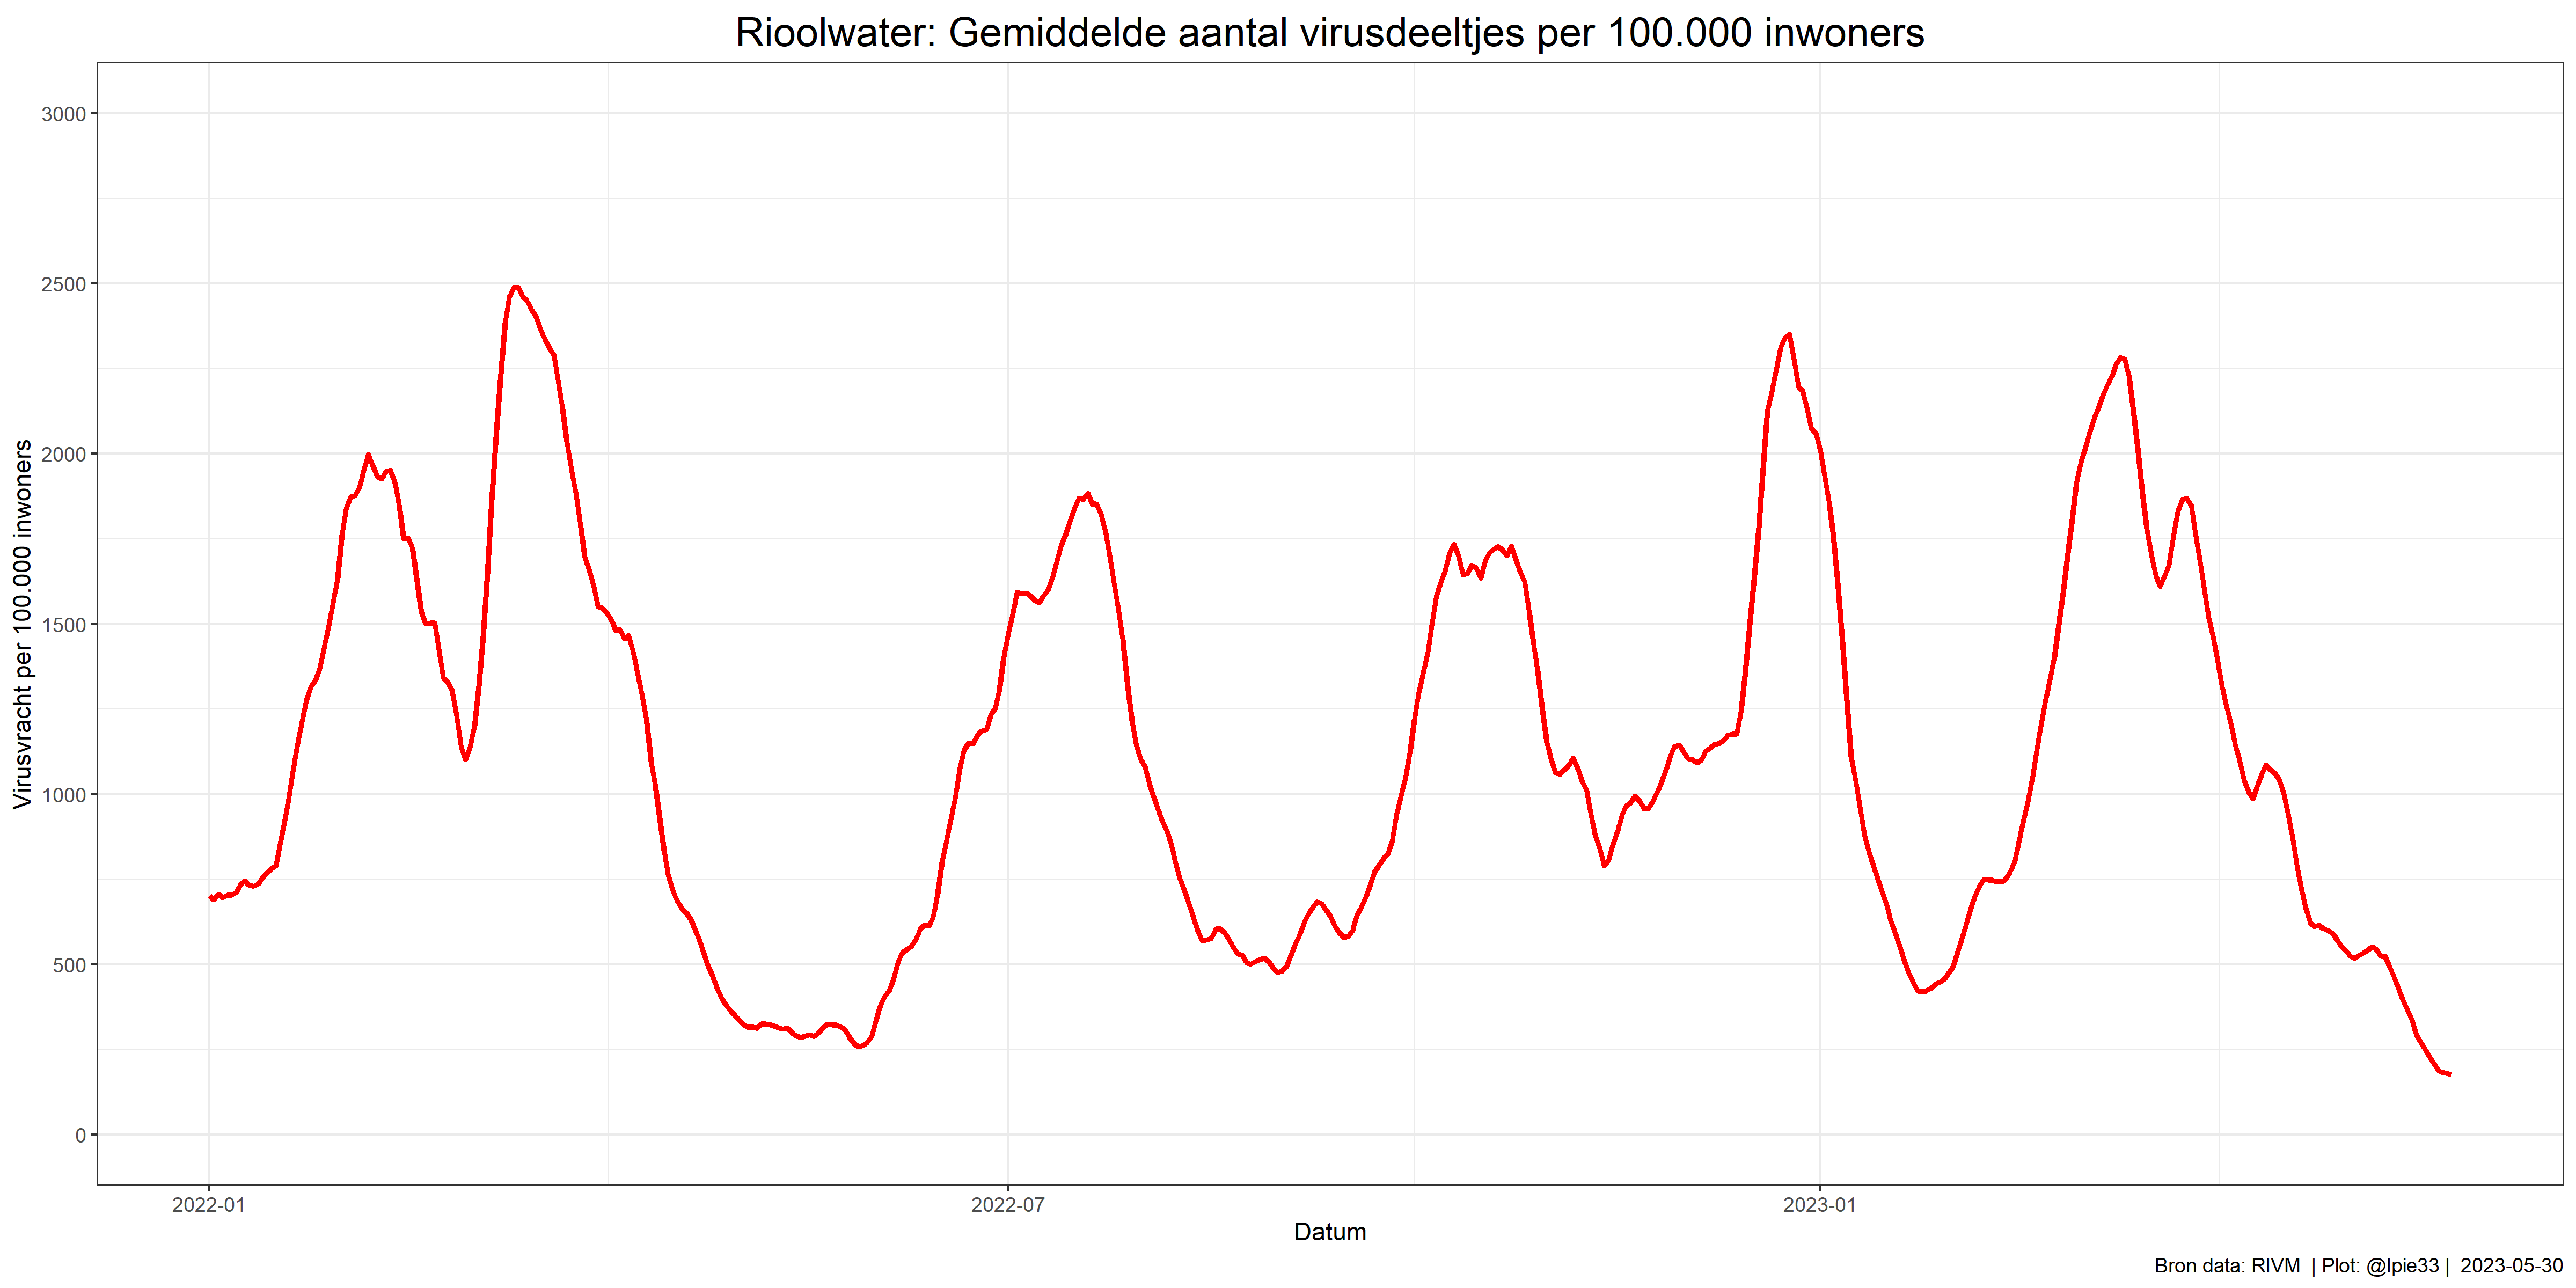 Rioolwater: Gemiddelde aantal virusdeeltjes per 100.000 inwoners
Virusvracht per 100.000 inwoners
3000
2500
2000
1500
1000
500
0
2022-01
2022-07
2023-01
Datum
Bron data: RIVM | Plot: @lpie33 | 2023-05-30